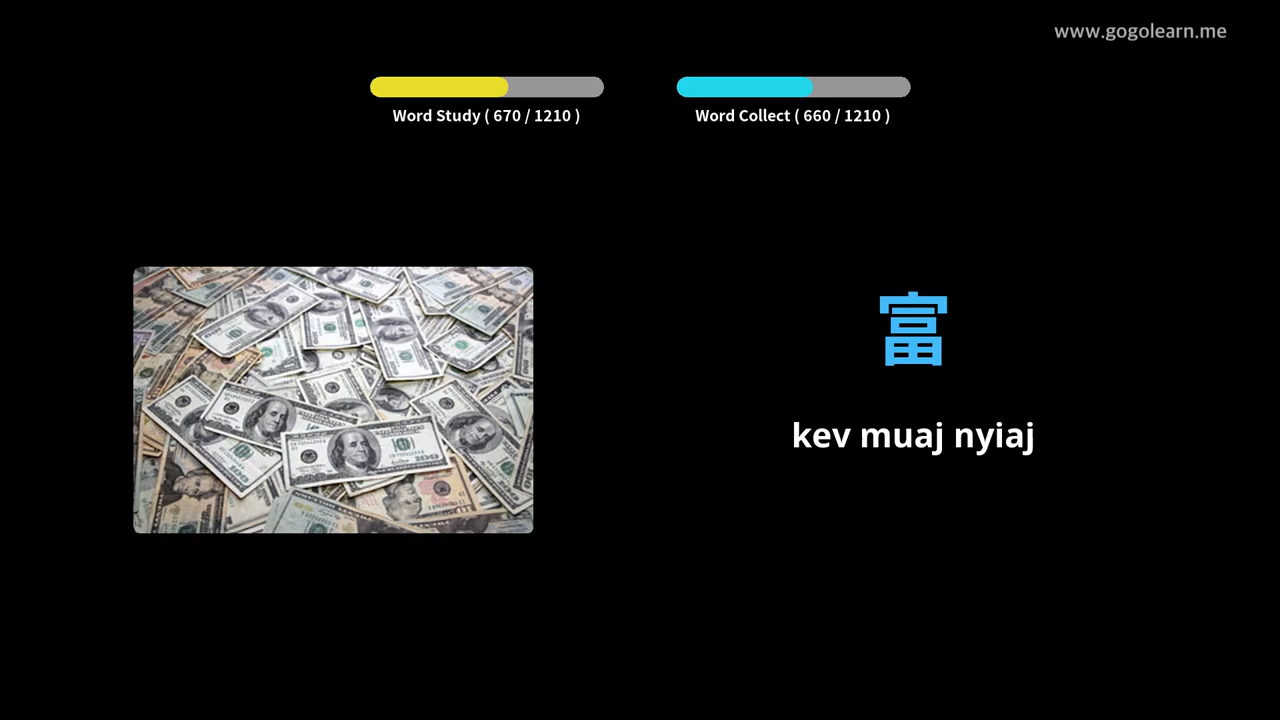 www.gogolearn.me
Word Study ( 670 / 1210 )
Word Collect ( 660 / 1210 )
富
kev muaj nyiaj